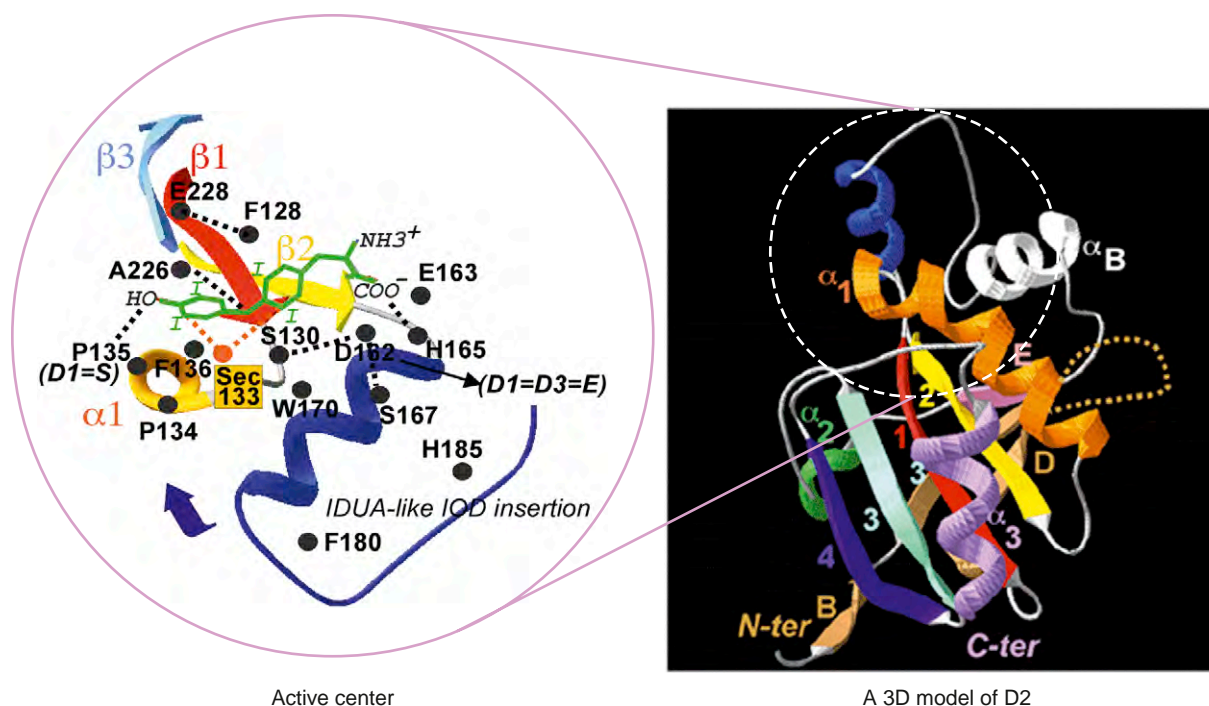 β3
β1
E228
F128
β2
NH3+
A226
I
COO−
E163
HO
I
I
I
S130
P135
D162
H165
(D1=S)
F136
Sec
133
(D1=D3=E)
α1
W170
S167
P134
H185
IDUA-like IOD insertion
F180
Active center
αB
α1
E
2
α2
1
D
3
3
α3
4
B
N-ter
C-ter
A 3D model of D2